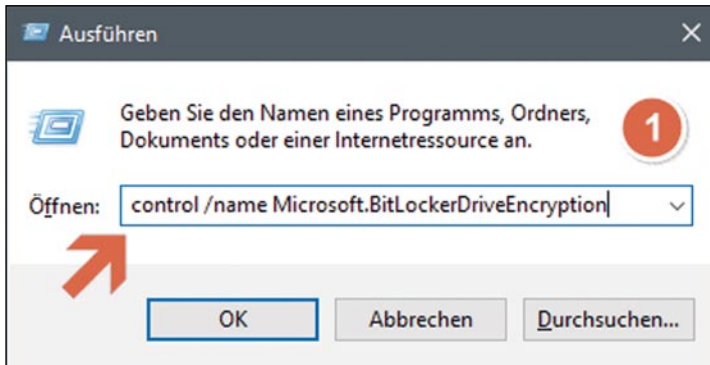 Ausführen
Geben Sie den Namen eines Programms, Ordners,
Dokuments oder einer Internetressource an.
1
Öffnen: control /name Microsoft.BitLockerDriveEncryption
OK Abbrechen Durchsuchen...